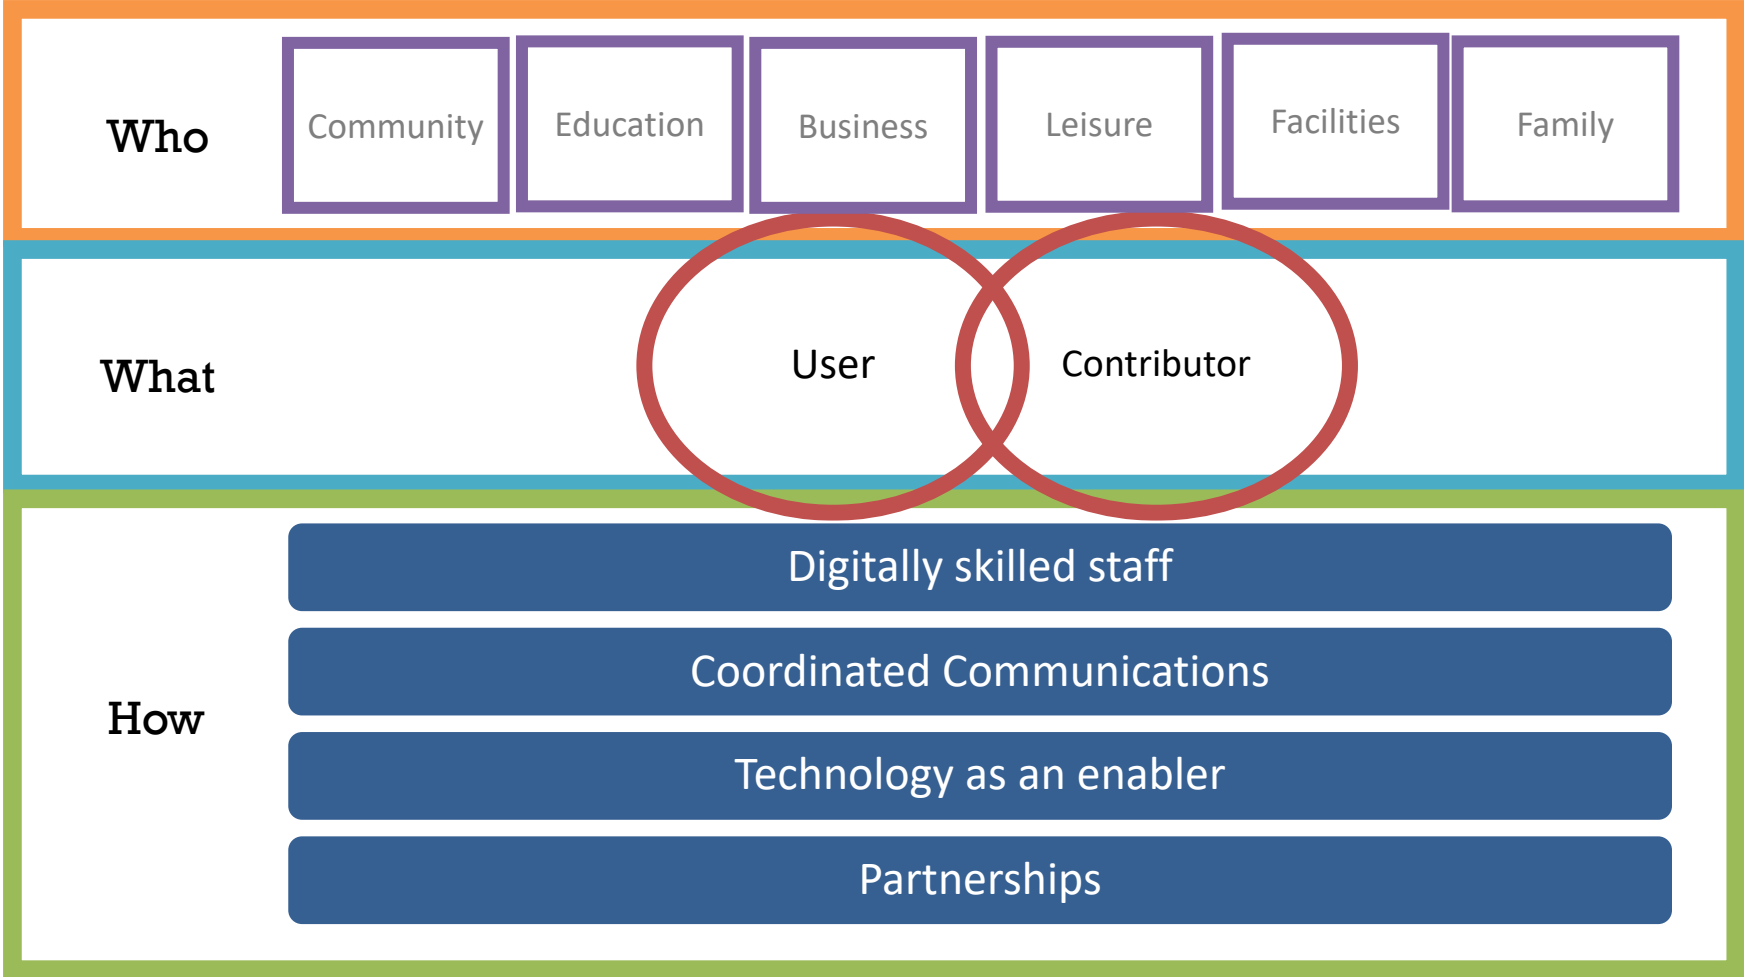 Who
Community
Education
Business
Leisure
Facilities
Family
What
User
Contributor
How
Digitally skilled staff
Coordinated Communications
Technology as an enabler
Partnerships